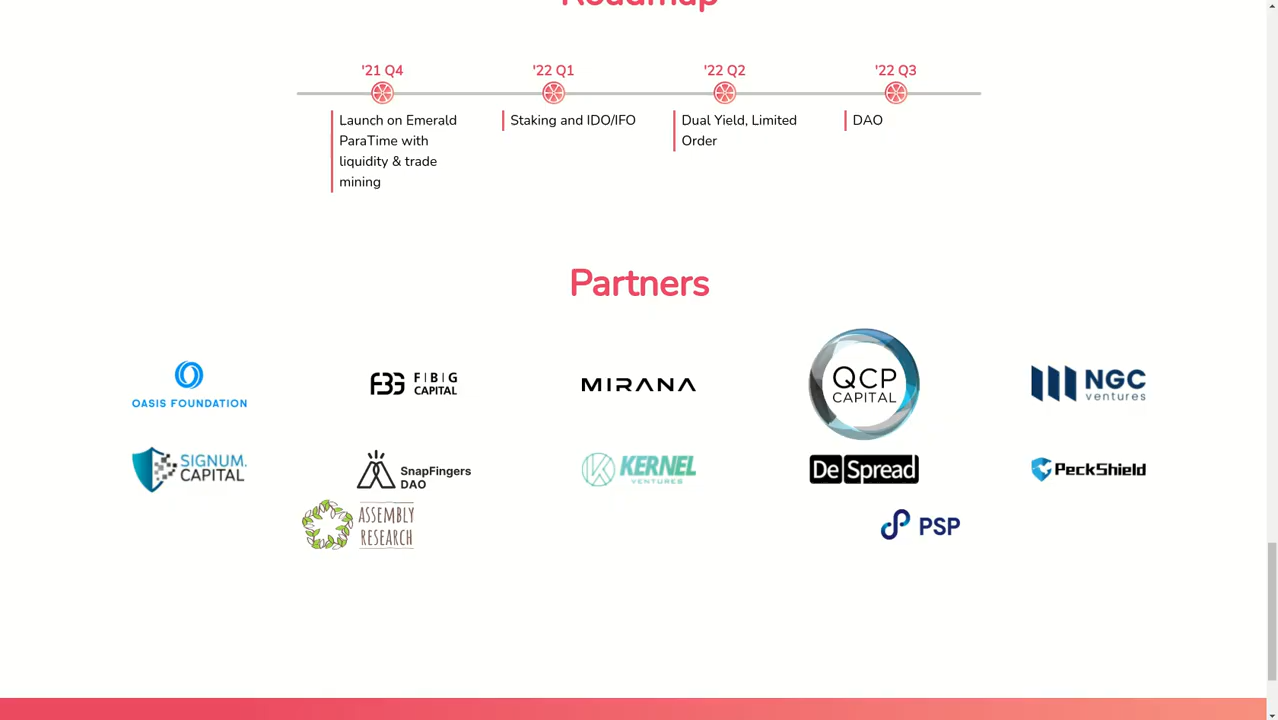 Roadmap
'21 Q4
'22 Q1
'22 Q2
'22 Q3
Launch on Emerald
ParaTime with
liquidity & trade
mining
Staking and IDO/IFO
Dual Yield, Limited
Order
DAO
Partners
OASIS FOUNDATION
FBG F|B|G
CAPITAL
MIRANA
QCP
CAPITAL
NGC
ventures
SIGNUM.
CAPITAL
SnapFingers
DAO
KERNEL
VENTURES
DeSpread
PeckShield
ASSEMBLY
RESEARCH
PSP